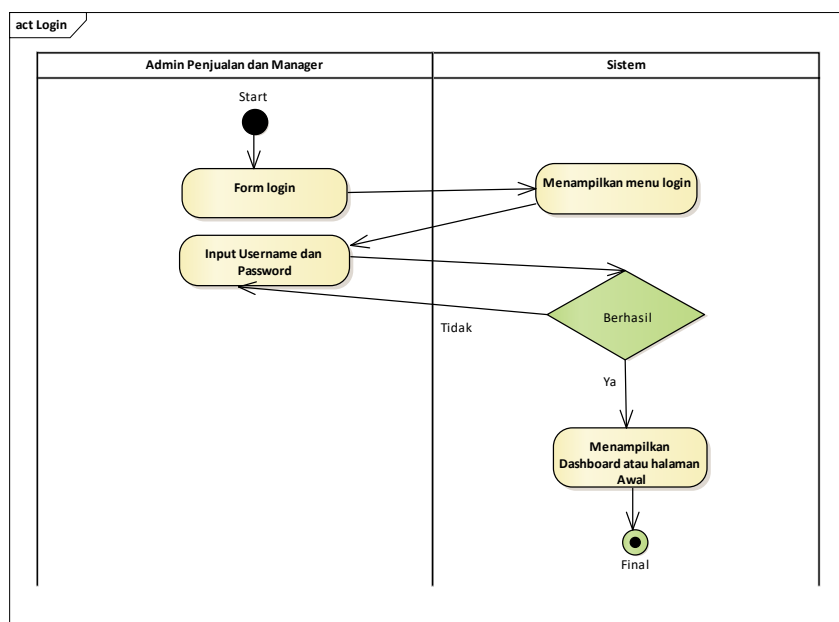 act Login
Admin Penjualan dan Manager
Sistem
Start
Form login
Menampilkan menu login
Input Username dan
Password
Berhasil
Tidak
Ya
Menampilkan
Dashboard atau halaman
Awal
Final